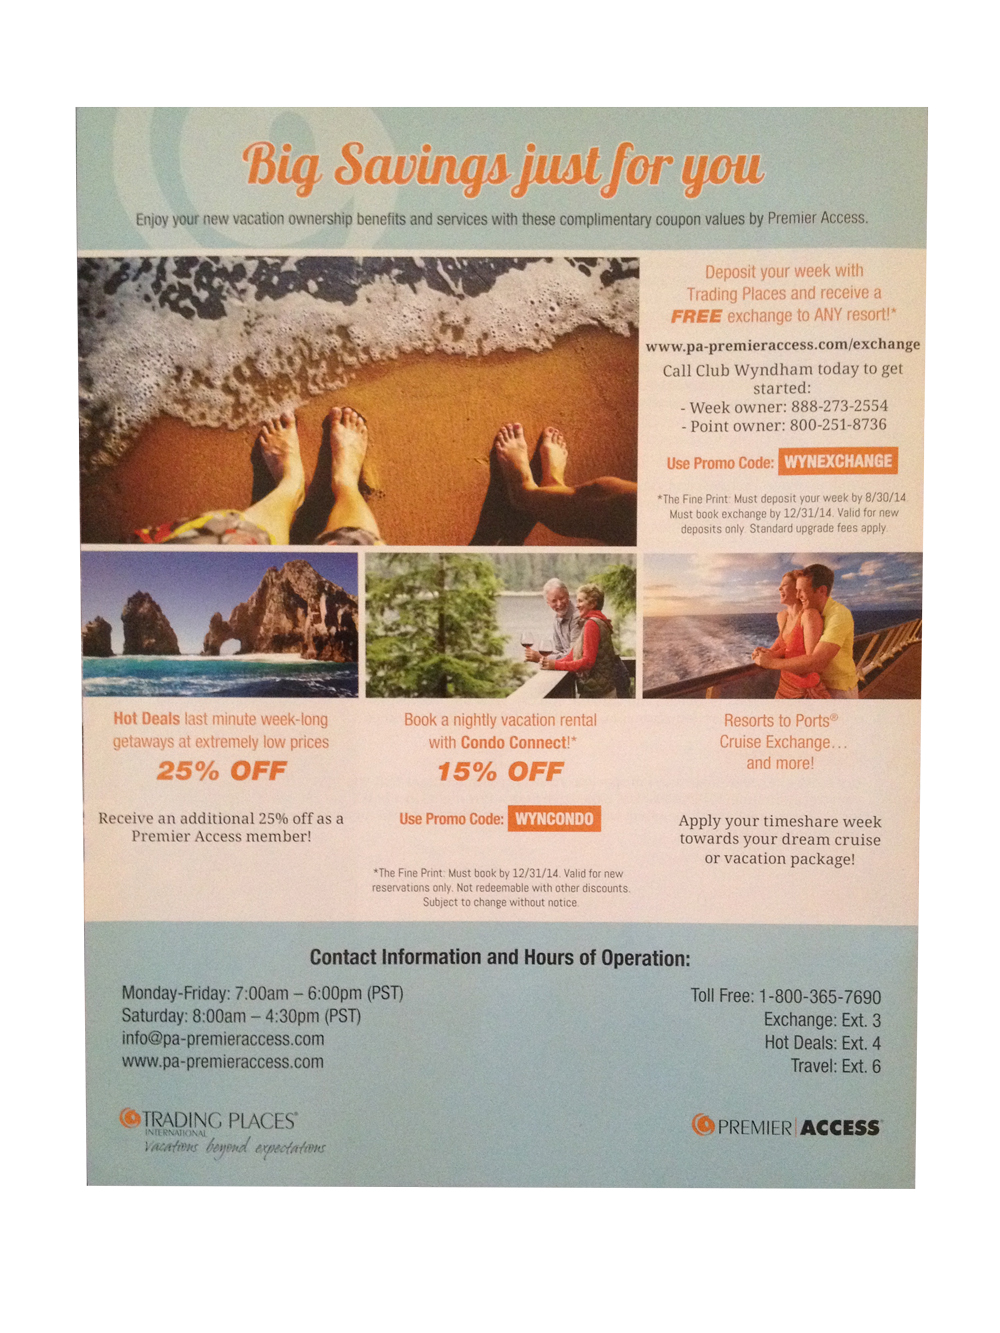 Big Savings just for you
Enjoy your new vacation ownership benefits and services with these complimentary coupon values by Premier Access.
Deposit your week with
Trading Places and receive a
FREE exchange to ANY resort!*
www.pa-premieraccess.com/exchange
Call Club Wyndham today to get
started:
- Week owner: 888-273-2554
- Point owner: 800-251-8736
Use Promo Code: WYNEXCHANGE
*The Fine Print: Must deposit your week by 8/30/14
Must book exchange by 12/31/14. Valid for new
deposits only. Standard upgrade fees apply.
Hot Deals last minute week-long
getaways at extremely low prices
25% OFF
Receive an additional 25% off as a
Premier Access member!
Book a nightly vacation rental
with Condo Connect!*
15% OFF
Use Promo Code: WYNCONDO
*The Fine Print: Must book by 12/31/14. Valid for new
reservations only. Not redeemable with other discounts.
Subject to change without notice.
Resorts to Ports®
Cruise Exchange...
and more!
Apply your timeshare week
towards your dream cruise
or vacation package!
Contact Information and Hours of Operation:
Monday-Friday: 7:00am – 6:00pm (PST)
Saturday: 8:00am – 4:30pm (PST)
info@pa-premieraccess.com
www.pa-premieraccess.com
Toll Free: 1-800-365-7690
Exchange: Ext. 3
Hot Deals: Ext. 4
Travel: Ext. 6
TRADING PLACES®
INTERNATIONAL
Vacations beyond expectations
PREMIER|ACCESS